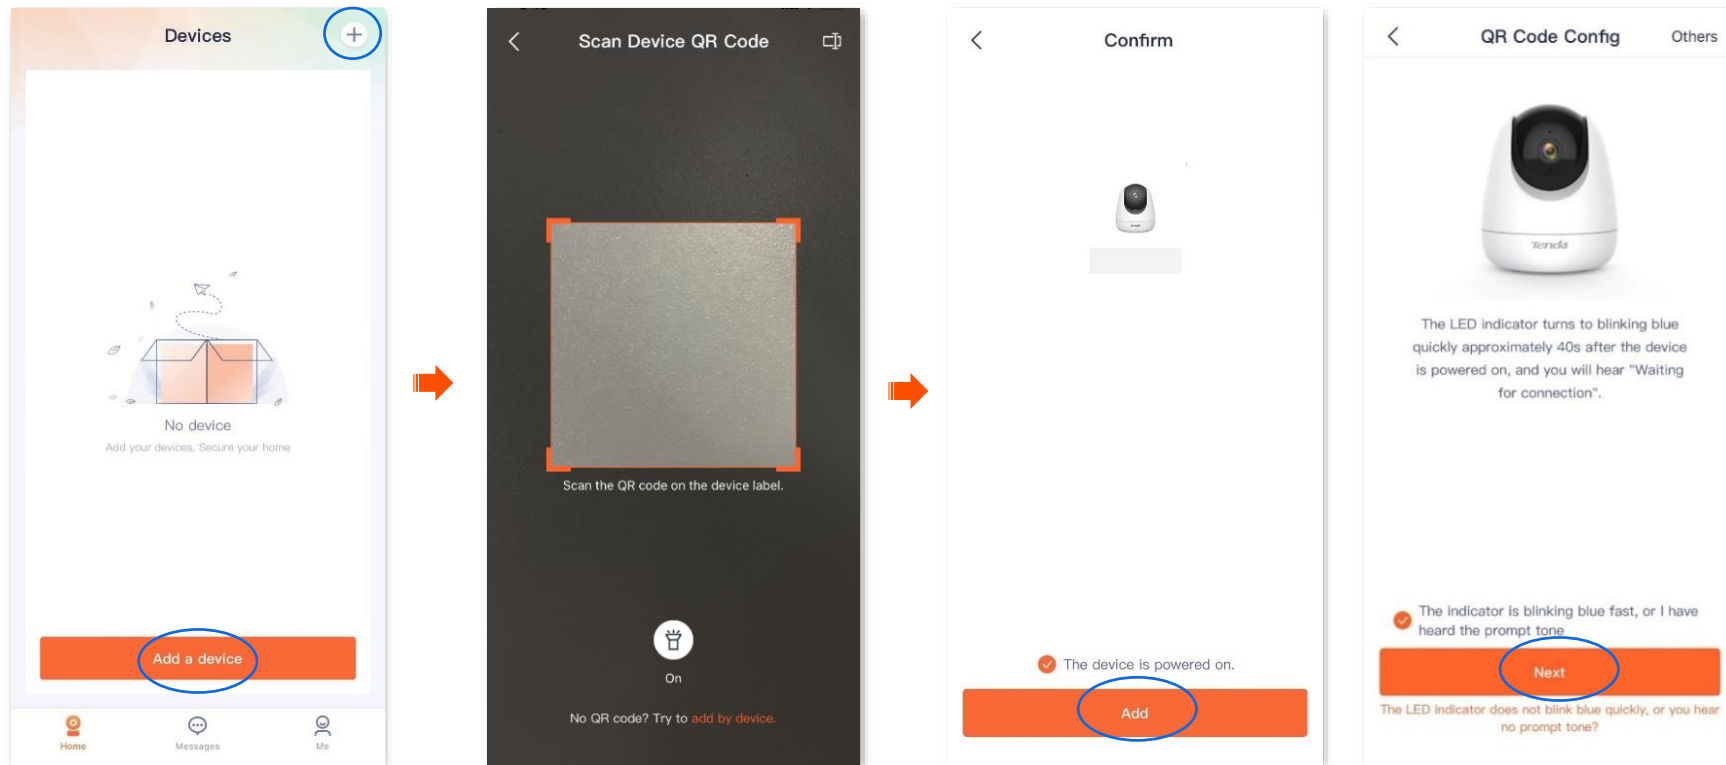 Devices
No device
Add your devices, Secure your home
Add a device
Home
Messages
Me
Scan Device QR Code
Scan the QR code on the device label.
On
No QR code? Try to add by device.
Confirm
The device is powered on.
Add
QR Code Config
Others
Tenda
The LED indicator turns to blinking blue
quickly approximately 40s after the device
is powered on, and you will hear "Waiting
for connection".
The indicator is blinking blue fast, or I have
heard the prompt tone
Next
The LED indicator does not blink blue quickly, or you hear
no prompt tone?